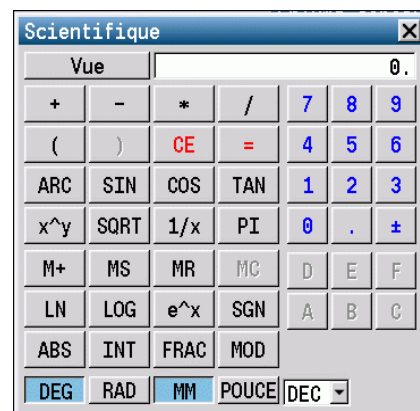 Scientifique
Vue 0.
+ - * / 7 8 9
( ) CE = 4 5 6
ARC SIN COS TAN 1 2 3
x^y SQRT 1/x PI 0 . ±
M+ MS MR MC D E F
LN LOG e^x SGN A B C
ABS INT FRAC MOD
DEG RAD MM POUCE DEC